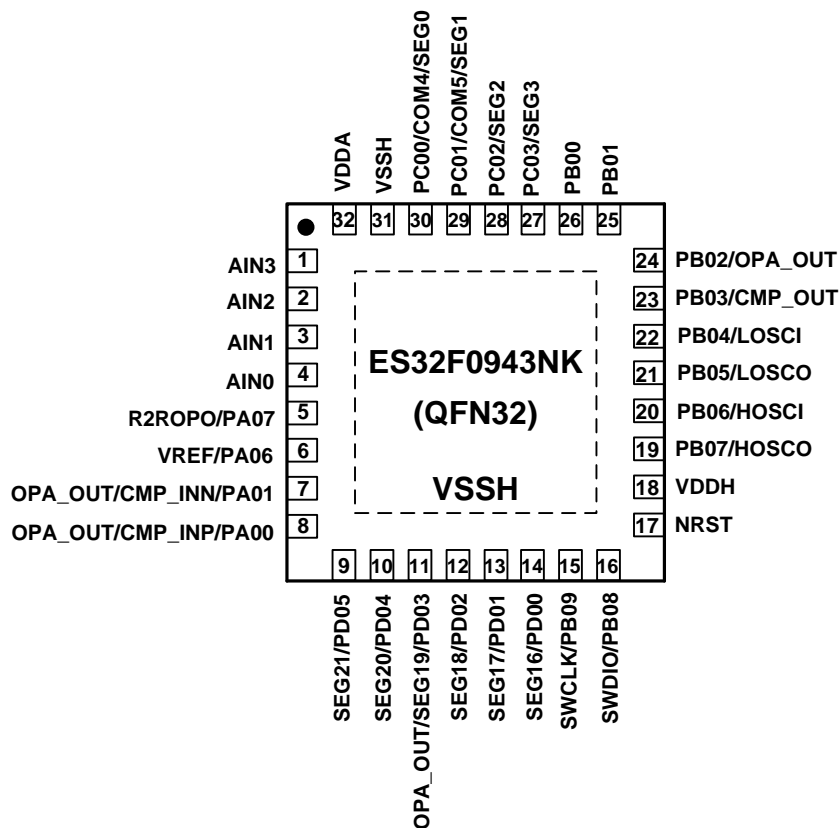 VDDA
VSSH
PC00/COM4/SEG0
PC01/COM5/SEG1
PC02/SEG2
PC03/SEG3
PB00
PB01
32
31
30
29
28
27
26
25
AIN3
1
AIN2
2
AIN1
3
AIN0
4
R2ROPO/PA07
5
VREF/PA06
6
OPA_OUT/CMP_INN/PA01
7
OPA_OUT/CMP_INP/PA00
8
ES32F0943NK
(QFN32)
VSSH
24
PB02/OPA_OUT
23
PB03/CMP_OUT
22
PB04/LOSCI
21
PB05/LOSCO
20
PB06/HOSCI
19
PB07/HOSCO
18
VDDH
17
NRST
9
10
11
12
13
14
15
16
SEG21/PD05
SEG20/PD04
OPA_OUT/SEG19/PD03
SEG18/PD02
SEG17/PD01
SEG16/PD00
SWCLK/PB09
SWDIO/PB08